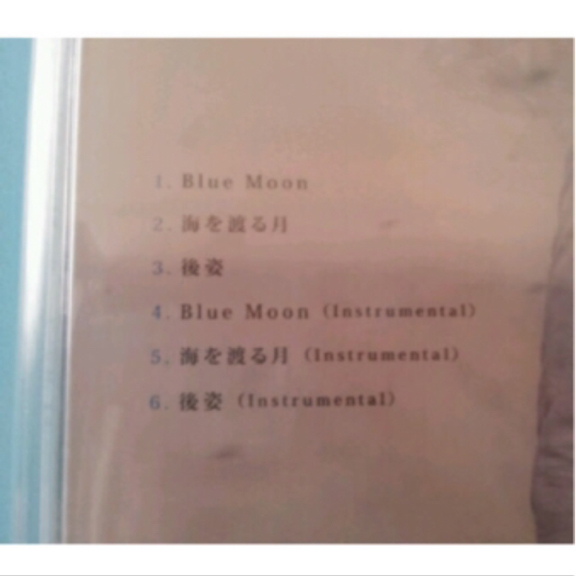 1. Blue Moon
2. 海を渡る月
3. 後姿
4. Blue Moon (Instrumental)
5. 海を渡る月 (Instrumental)
6. 後姿 (Instrumental)